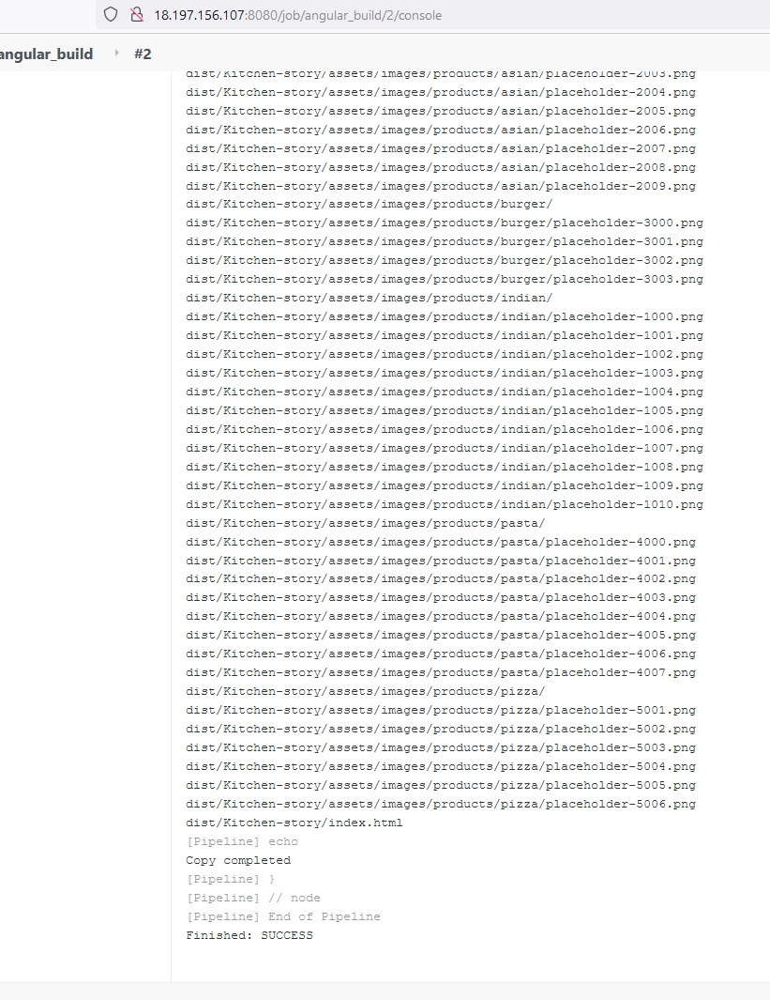 18.197.156.107:8080/job/angular_build/2/console
angular_build #2
dist/Kitchen-story/assets/images/products/asian/placeholder-2003.png
dist/Kitchen-story/assets/images/products/asian/placeholder-2004.png
dist/Kitchen-story/assets/images/products/asian/placeholder-2005.png
dist/Kitchen-story/assets/images/products/asian/placeholder-2006.png
dist/Kitchen-story/assets/images/products/asian/placeholder-2007.png
dist/Kitchen-story/assets/images/products/asian/placeholder-2008.png
dist/Kitchen-story/assets/images/products/asian/placeholder-2009.png
dist/Kitchen-story/assets/images/products/burger/
dist/Kitchen-story/assets/images/products/burger/placeholder-3000.png
dist/Kitchen-story/assets/images/products/burger/placeholder-3001.png
dist/Kitchen-story/assets/images/products/burger/placeholder-3002.png
dist/Kitchen-story/assets/images/products/burger/placeholder-3003.png
dist/Kitchen-story/assets/images/products/indian/
dist/Kitchen-story/assets/images/products/indian/placeholder-1000.png
dist/Kitchen-story/assets/images/products/indian/placeholder-1001.png
dist/Kitchen-story/assets/images/products/indian/placeholder-1002.png
dist/Kitchen-story/assets/images/products/indian/placeholder-1003.png
dist/Kitchen-story/assets/images/products/indian/placeholder-1004.png
dist/Kitchen-story/assets/images/products/indian/placeholder-1005.png
dist/Kitchen-story/assets/images/products/indian/placeholder-1006.png
dist/Kitchen-story/assets/images/products/indian/placeholder-1007.png
dist/Kitchen-story/assets/images/products/indian/placeholder-1008.png
dist/Kitchen-story/assets/images/products/indian/placeholder-1009.png
dist/Kitchen-story/assets/images/products/indian/placeholder-1010.png
dist/Kitchen-story/assets/images/products/pasta/
dist/Kitchen-story/assets/images/products/pasta/placeholder-4000.png
dist/Kitchen-story/assets/images/products/pasta/placeholder-4001.png
dist/Kitchen-story/assets/images/products/pasta/placeholder-4002.png
dist/Kitchen-story/assets/images/products/pasta/placeholder-4003.png
dist/Kitchen-story/assets/images/products/pasta/placeholder-4004.png
dist/Kitchen-story/assets/images/products/pasta/placeholder-4005.png
dist/Kitchen-story/assets/images/products/pasta/placeholder-4006.png
dist/Kitchen-story/assets/images/products/pasta/placeholder-4007.png
dist/Kitchen-story/assets/images/products/pizza/
dist/Kitchen-story/assets/images/products/pizza/placeholder-5001.png
dist/Kitchen-story/assets/images/products/pizza/placeholder-5002.png
dist/Kitchen-story/assets/images/products/pizza/placeholder-5003.png
dist/Kitchen-story/assets/images/products/pizza/placeholder-5004.png
dist/Kitchen-story/assets/images/products/pizza/placeholder-5005.png
dist/Kitchen-story/assets/images/products/pizza/placeholder-5006.png
dist/Kitchen-story/index.html
[Pipeline] echo
Copy completed
[Pipeline] }
[Pipeline] // node
[Pipeline] End of Pipeline
Finished: SUCCESS